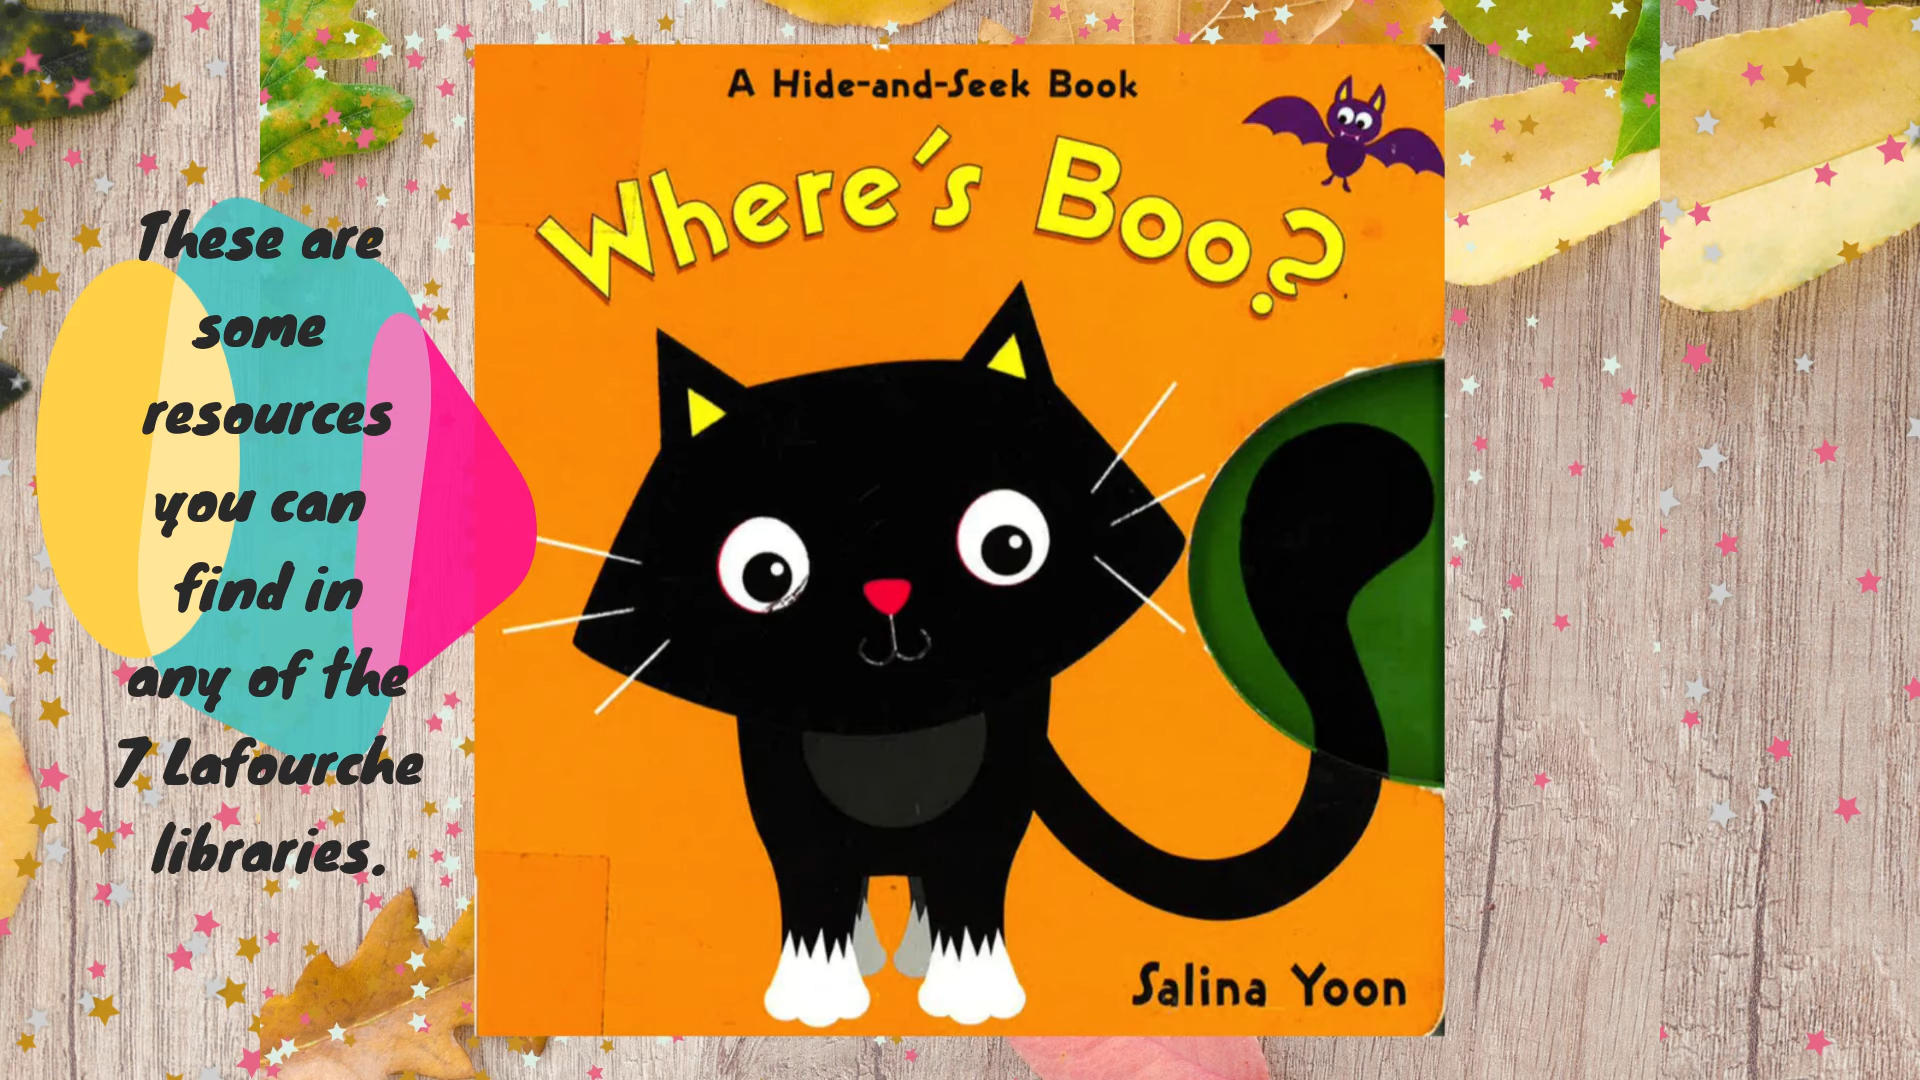 These are
some
resources
you can
find in
any of the
7 Lafourche
libraries.
A Hide-and-Seek Book
Where's Boo?
Salina Yoon